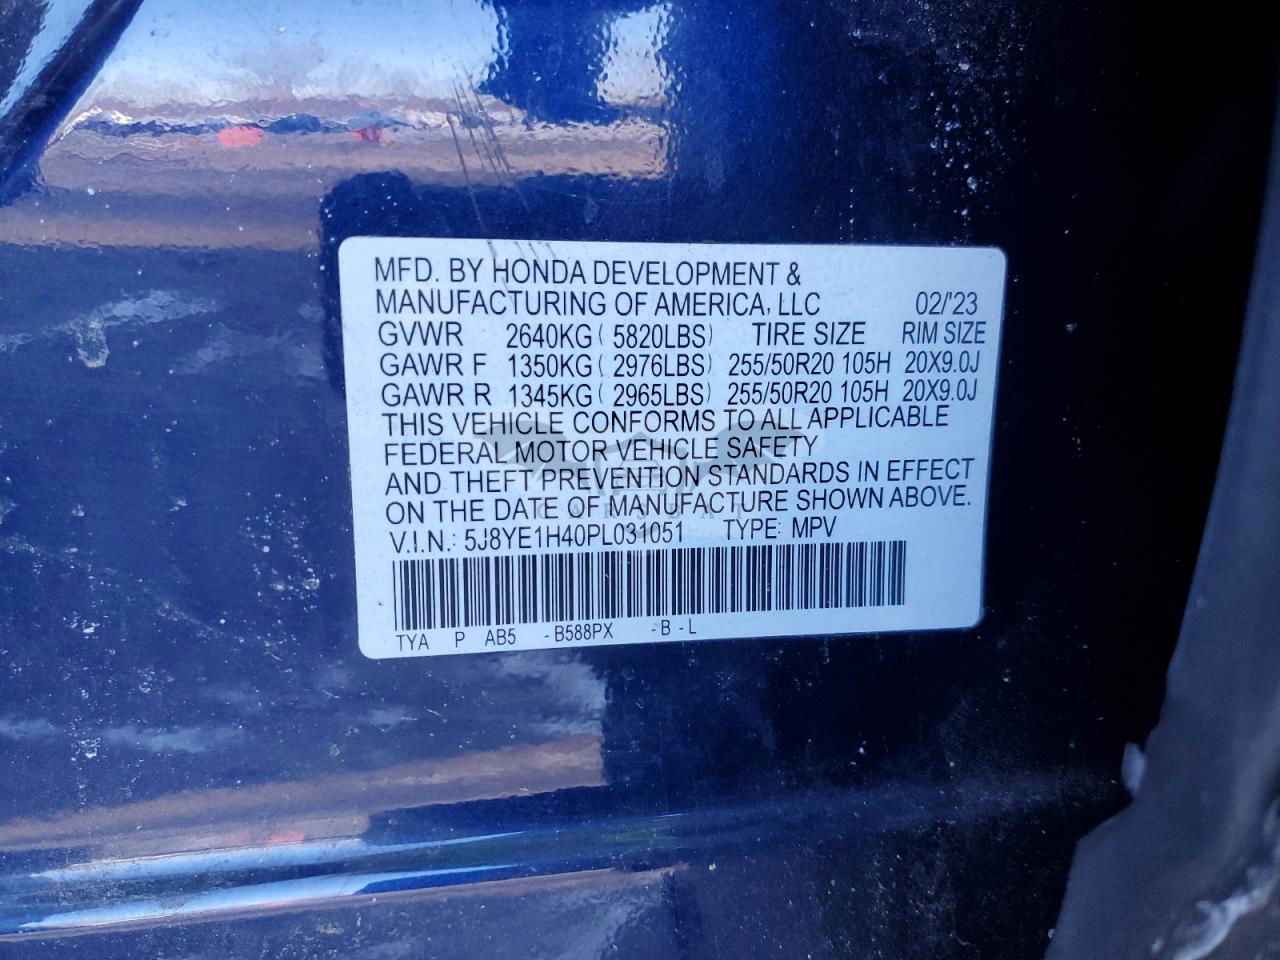 MFD. BY HONDA DEVELOPMENT &
MANUFACTURING OF AMERICA, LLC 02/'23
GVWR 2640KG ( 5820LBS) TIRE SIZE RIM SIZE
GAWR F 1350KG ( 2976LBS) 255/50R20 105H 20X9.0J
GAWR R 1345KG ( 2965LBS) 255/50R20 105H 20X9.0J
THIS VEHICLE CONFORMS TO ALL APPLICABLE
FEDERAL MOTOR VEHICLE SAFETY
AND THEFT PREVENTION STANDARDS IN EFFECT
ON THE DATE OF MANUFACTURE SHOWN ABOVE.
V.I.N.: 5J8YE1H40PL031051 TYPE: MPV
TYA P AB5 -B588PX -B-L